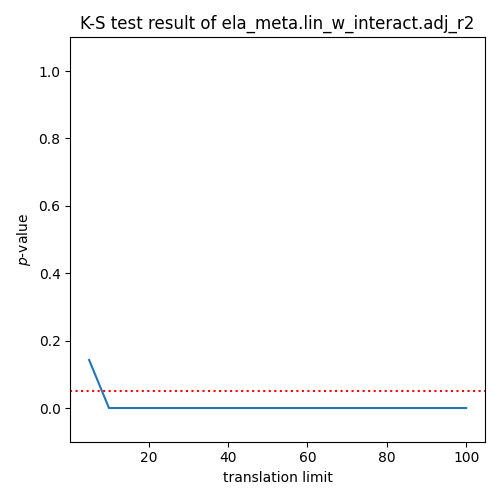 K-S test result of ela_meta.lin_w_interact.adj_r2
1.0
0.8
0.6
0.4
0.2
0.0
p-value
20 40 60 80 100
translation limit